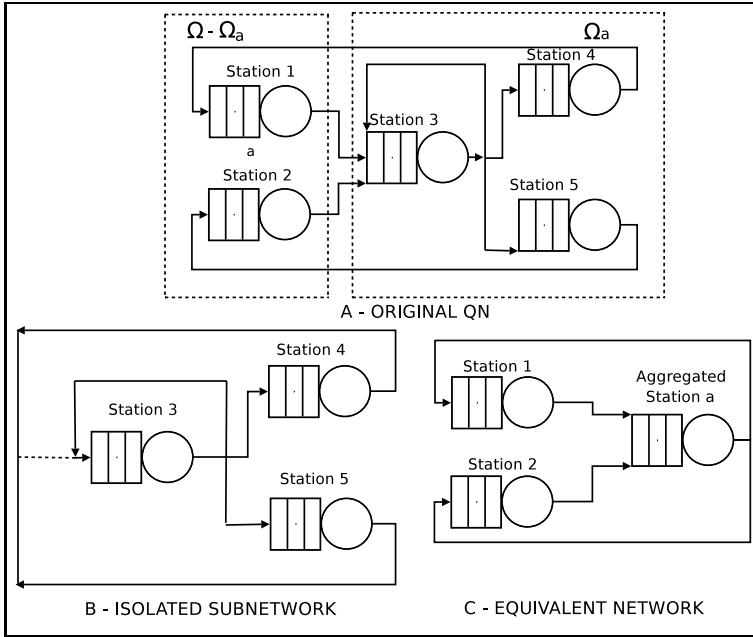 Ω - Ωa
Ωa
Station 1
a
Station 2
Station 3
Station 4
Station 5
A - ORIGINAL QN
Station 3
Station 4
Station 5
B - ISOLATED SUBNETWORK
Station 1
Station 2
Aggregated
Station a
C - EQUIVALENT NETWORK